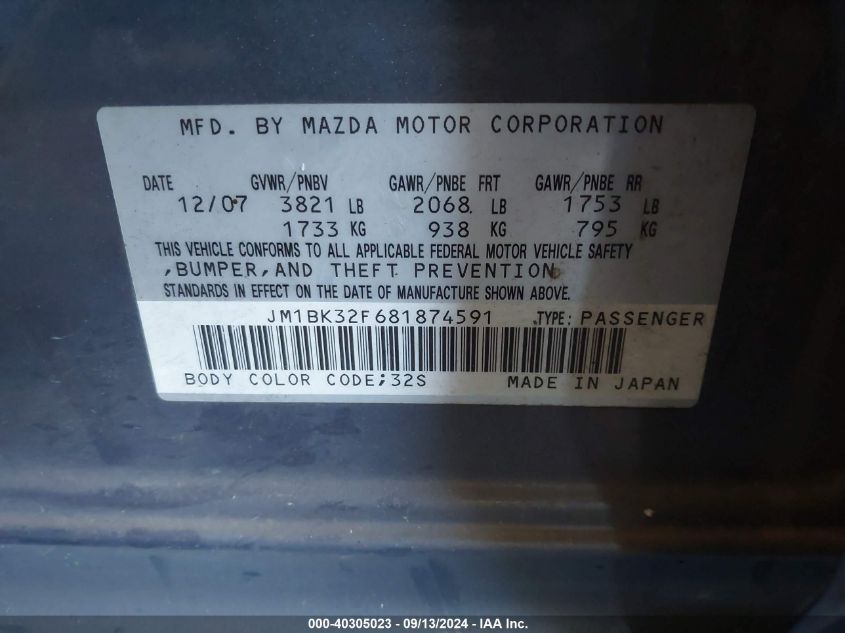 MFD. BY MAZDA MOTOR CORPORATION
DATE GVWR/PNBV GAWR/PNBE FRT GAWR/PNBE RR
12/07 3821 LB 2068 LB 1753 LB
1733 KG 938 KG 795 KG
THIS VEHICLE CONFORMS TO ALL APPLICABLE FEDERAL MOTOR VEHICLE SAFETY
,BUMPER,AND THEFT PREVENTION
STANDARDS IN EFFECT ON THE DATE OF MANUFACTURE SHOWN ABOVE.
JM1BK32F681874591 TYPE: PASSENGER
BODY COLOR CODE;32S MADE IN JAPAN
000-40305023 - 09/13/2024 - IAA Inc.